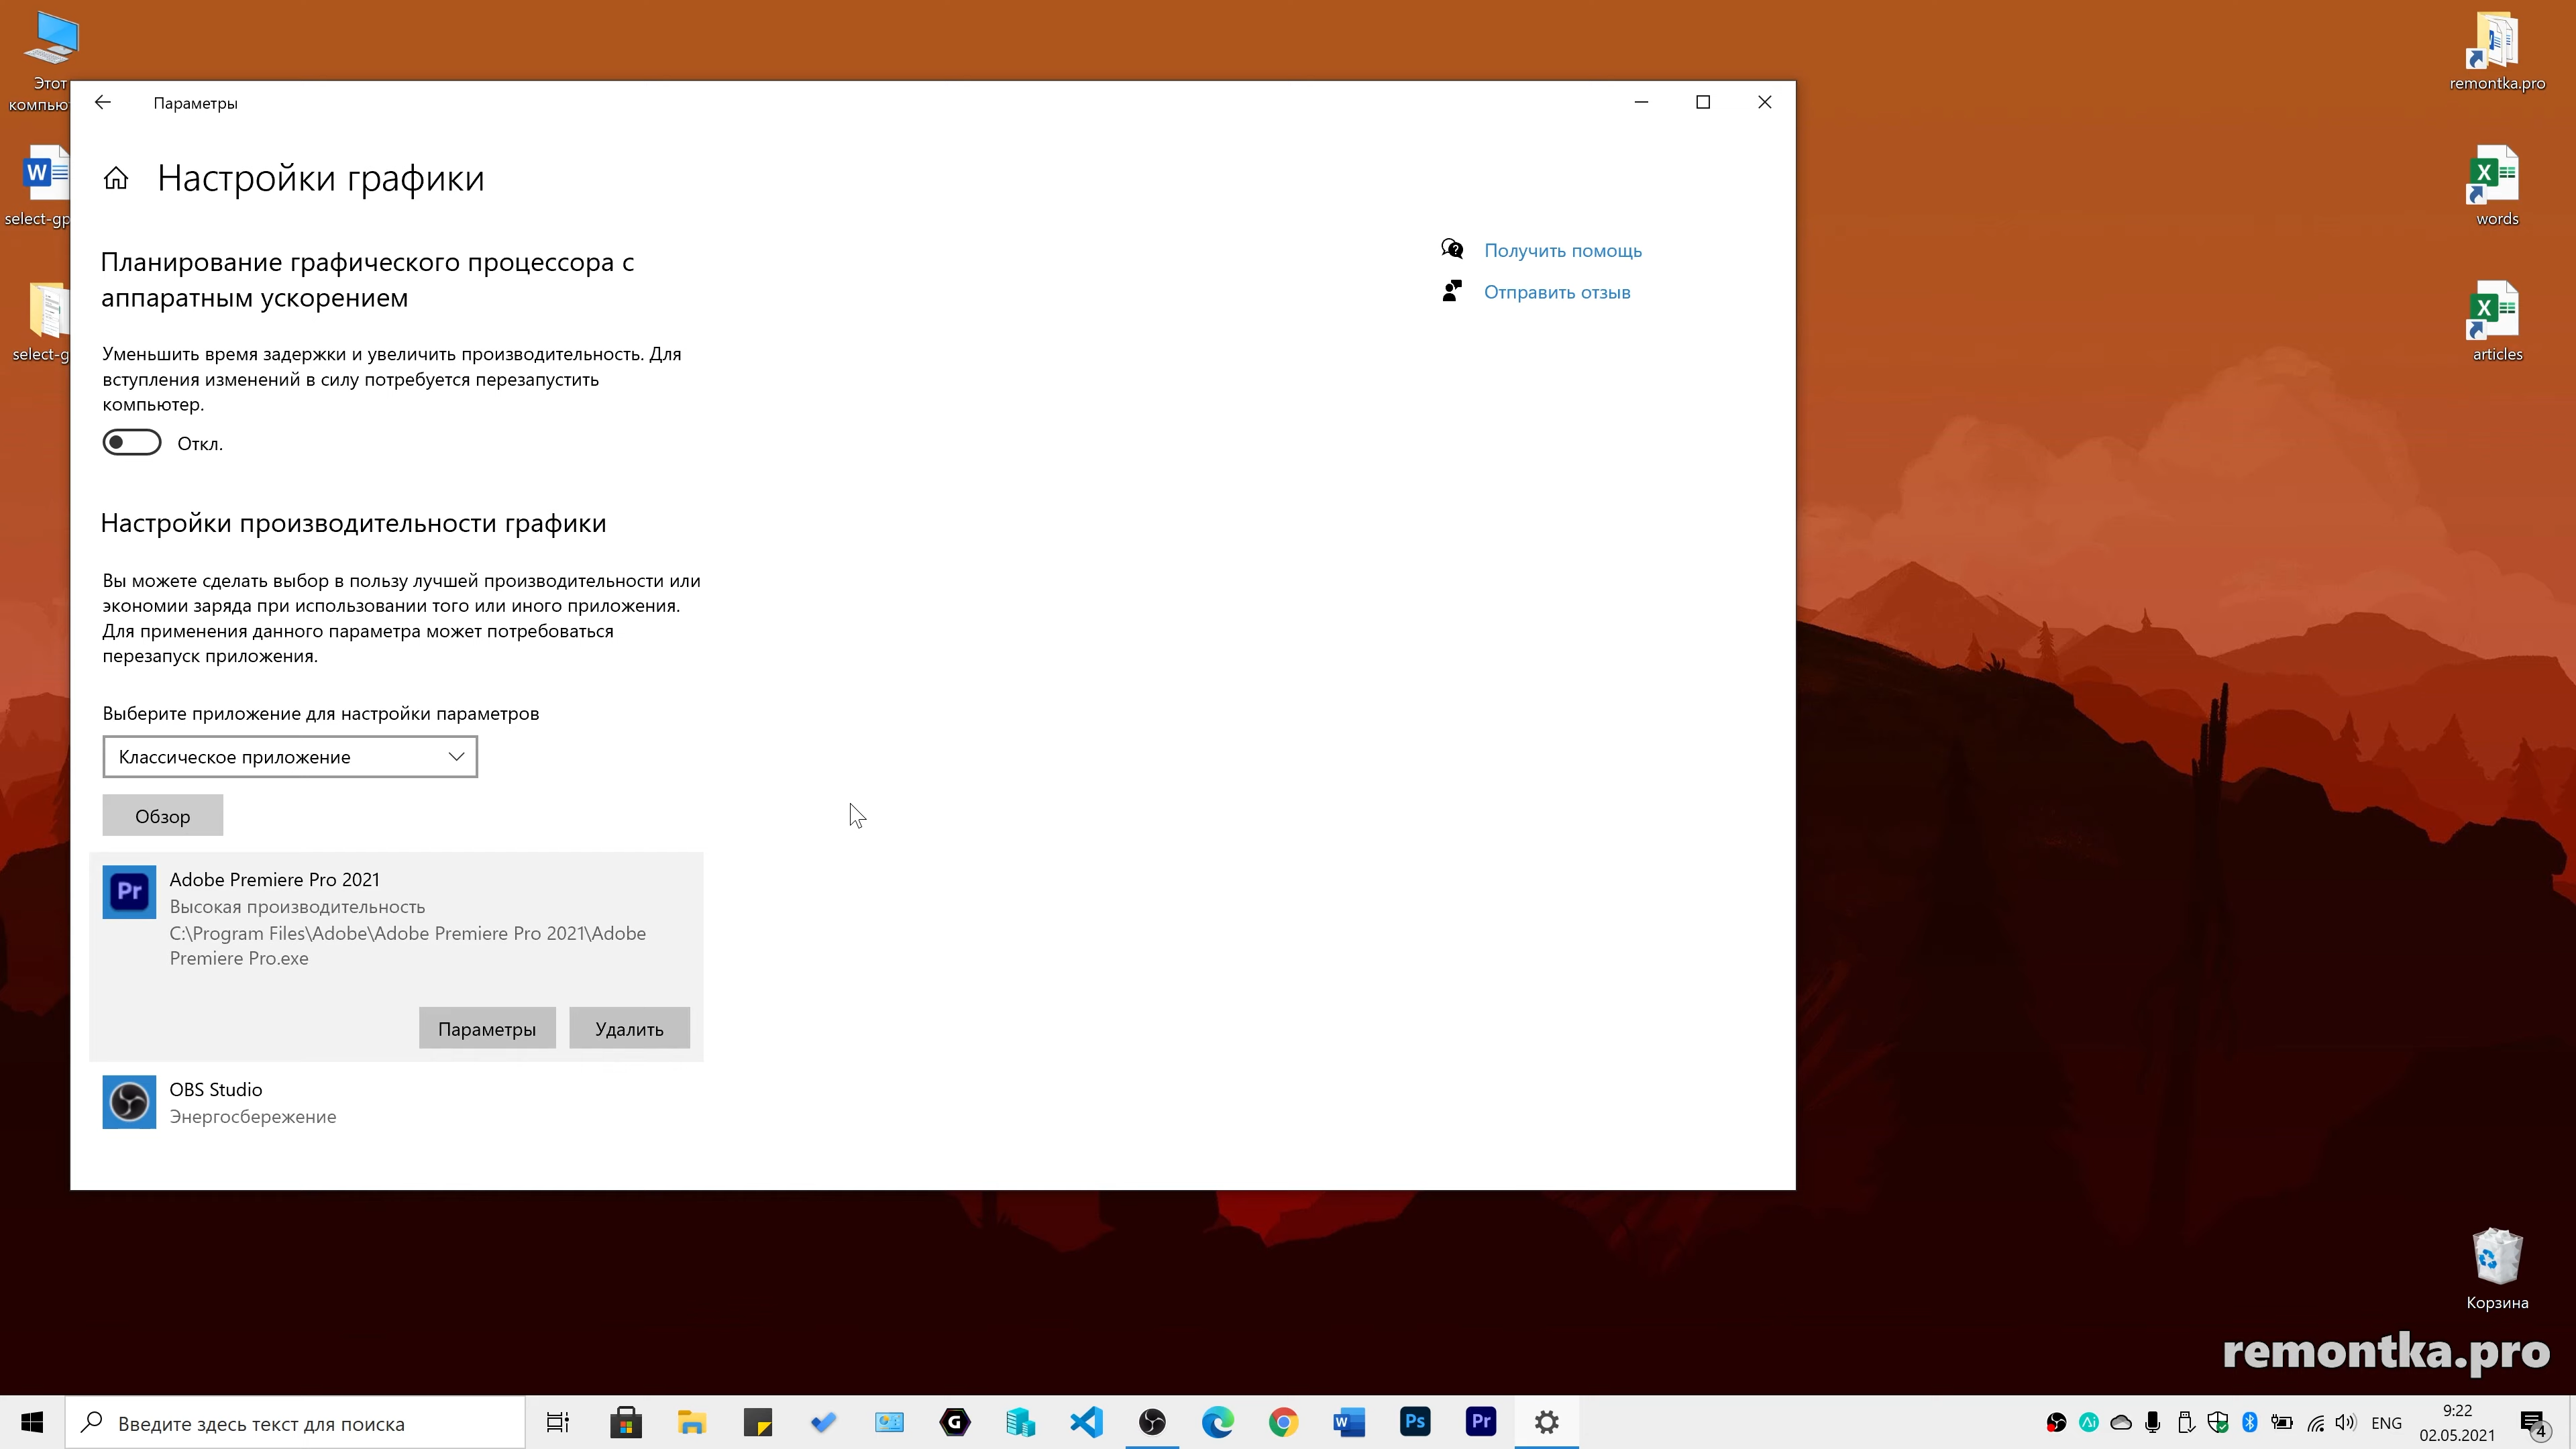 Этот
remontka.pro
words
articles
Параметры
Настройки графики
Планирование графического процессора с
аппаратным ускорением
Уменьшить время задержки и увеличить производительность. Для
вступления изменений в силу потребуется перезапустить
компьютер.
Откл.
Настройки производительности графики
Вы можете сделать выбор в пользу лучшей производительности или
экономии заряда при использовании того или иного приложения.
Для применения данного параметра может потребоваться
перезапуск приложения.
Выберите приложение для настройки параметров
Классическое приложение
Обзор
Pr
Adobe Premiere Pro 2021
Высокая производительность
C:\Program Files\Adobe\Adobe Premiere Pro 2021\Adobe
Premiere Pro.exe
Параметры
Удалить
OBS Studio
Энергосбережение
Получить помощь
Отправить отзыв
Корзина
remontka.pro
Введите здесь текст для поиска
Ps
Pr
ENG
9:22
02.05.2021
4